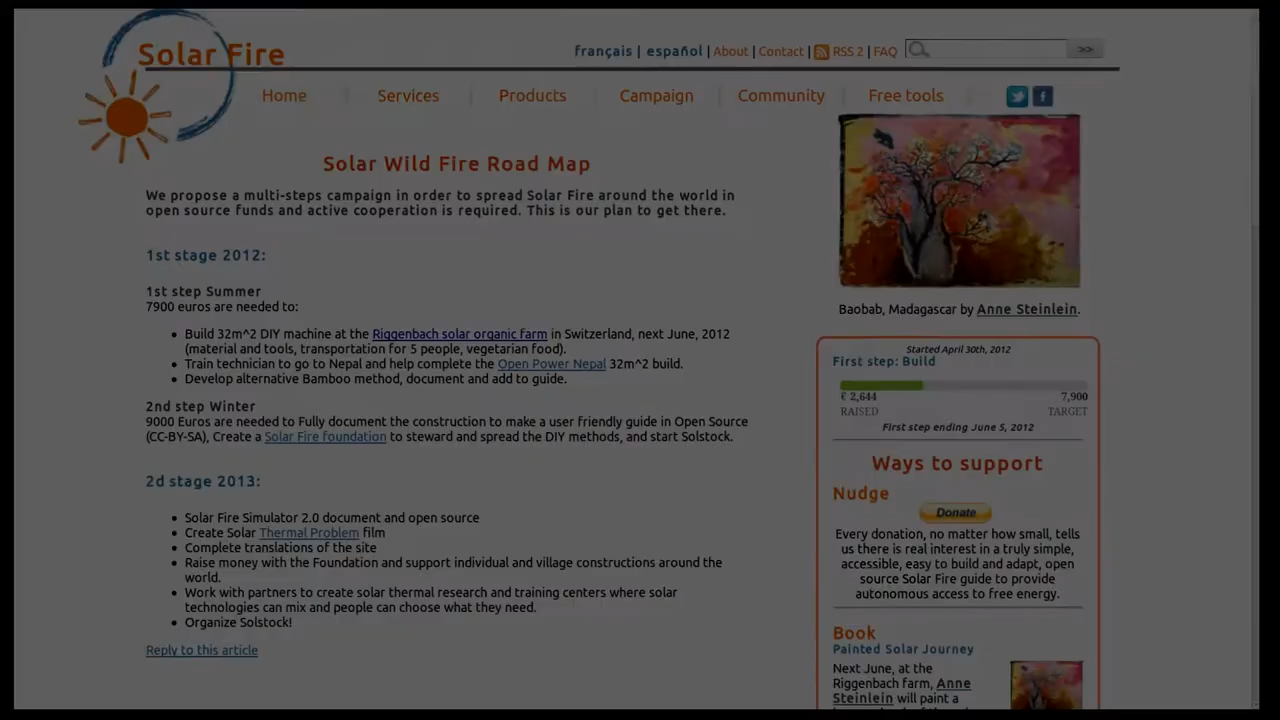 Solar Fire
français | español | About | Contact | RSS 2 | FAQ
>>
Home
Services
Products
Campaign
Community
Free tools
Solar Wild Fire Road Map
We propose a multi-steps campaign in order to spread Solar Fire around the world in
open source funds and active cooperation is required. This is our plan to get there.
1st stage 2012:
1st step Summer
7900 euros are needed to:
• Build 32m^2 DIY machine at the Riggenbach solar organic farm in Switzerland, next June, 2012
(material and tools, transportation for 5 people, vegetarian food).
• Train technician to go to Nepal and help complete the Open Power Nepal 32m^2 build.
• Develop alternative Bamboo method, document and add to guide.
2nd step Winter
9000 Euros are needed to Fully document the construction to make a user friendly guide in Open Source
(CC-BY-SA), Create a Solar Fire foundation to steward and spread the DIY methods, and start Solstock.
2d stage 2013:
• Solar Fire Simulator 2.0 document and open source
• Create Solar Thermal Problem film
• Complete translations of the site
• Raise money with the Foundation and support individual and village constructions around the
world.
• Work with partners to create solar thermal research and training centers where solar
technologies can mix and people can choose what they need.
• Organize Solstock!
Reply to this article
Baobab, Madagascar by Anne Steinlein.
Started April 30th, 2012
First step: Build
€ 2,644 7,900
RAISED TARGET
First step ending June 5, 2012
Ways to support
Nudge
Donate
Every donation, no matter how small, tells
us there is real interest in a truly simple,
accessible, easy to build and adapt, open
source Solar Fire guide to provide
autonomous access to free energy.
Book
Painted Solar Journey
Next June, at the
Riggenbach farm, Anne
Steinlein will paint a